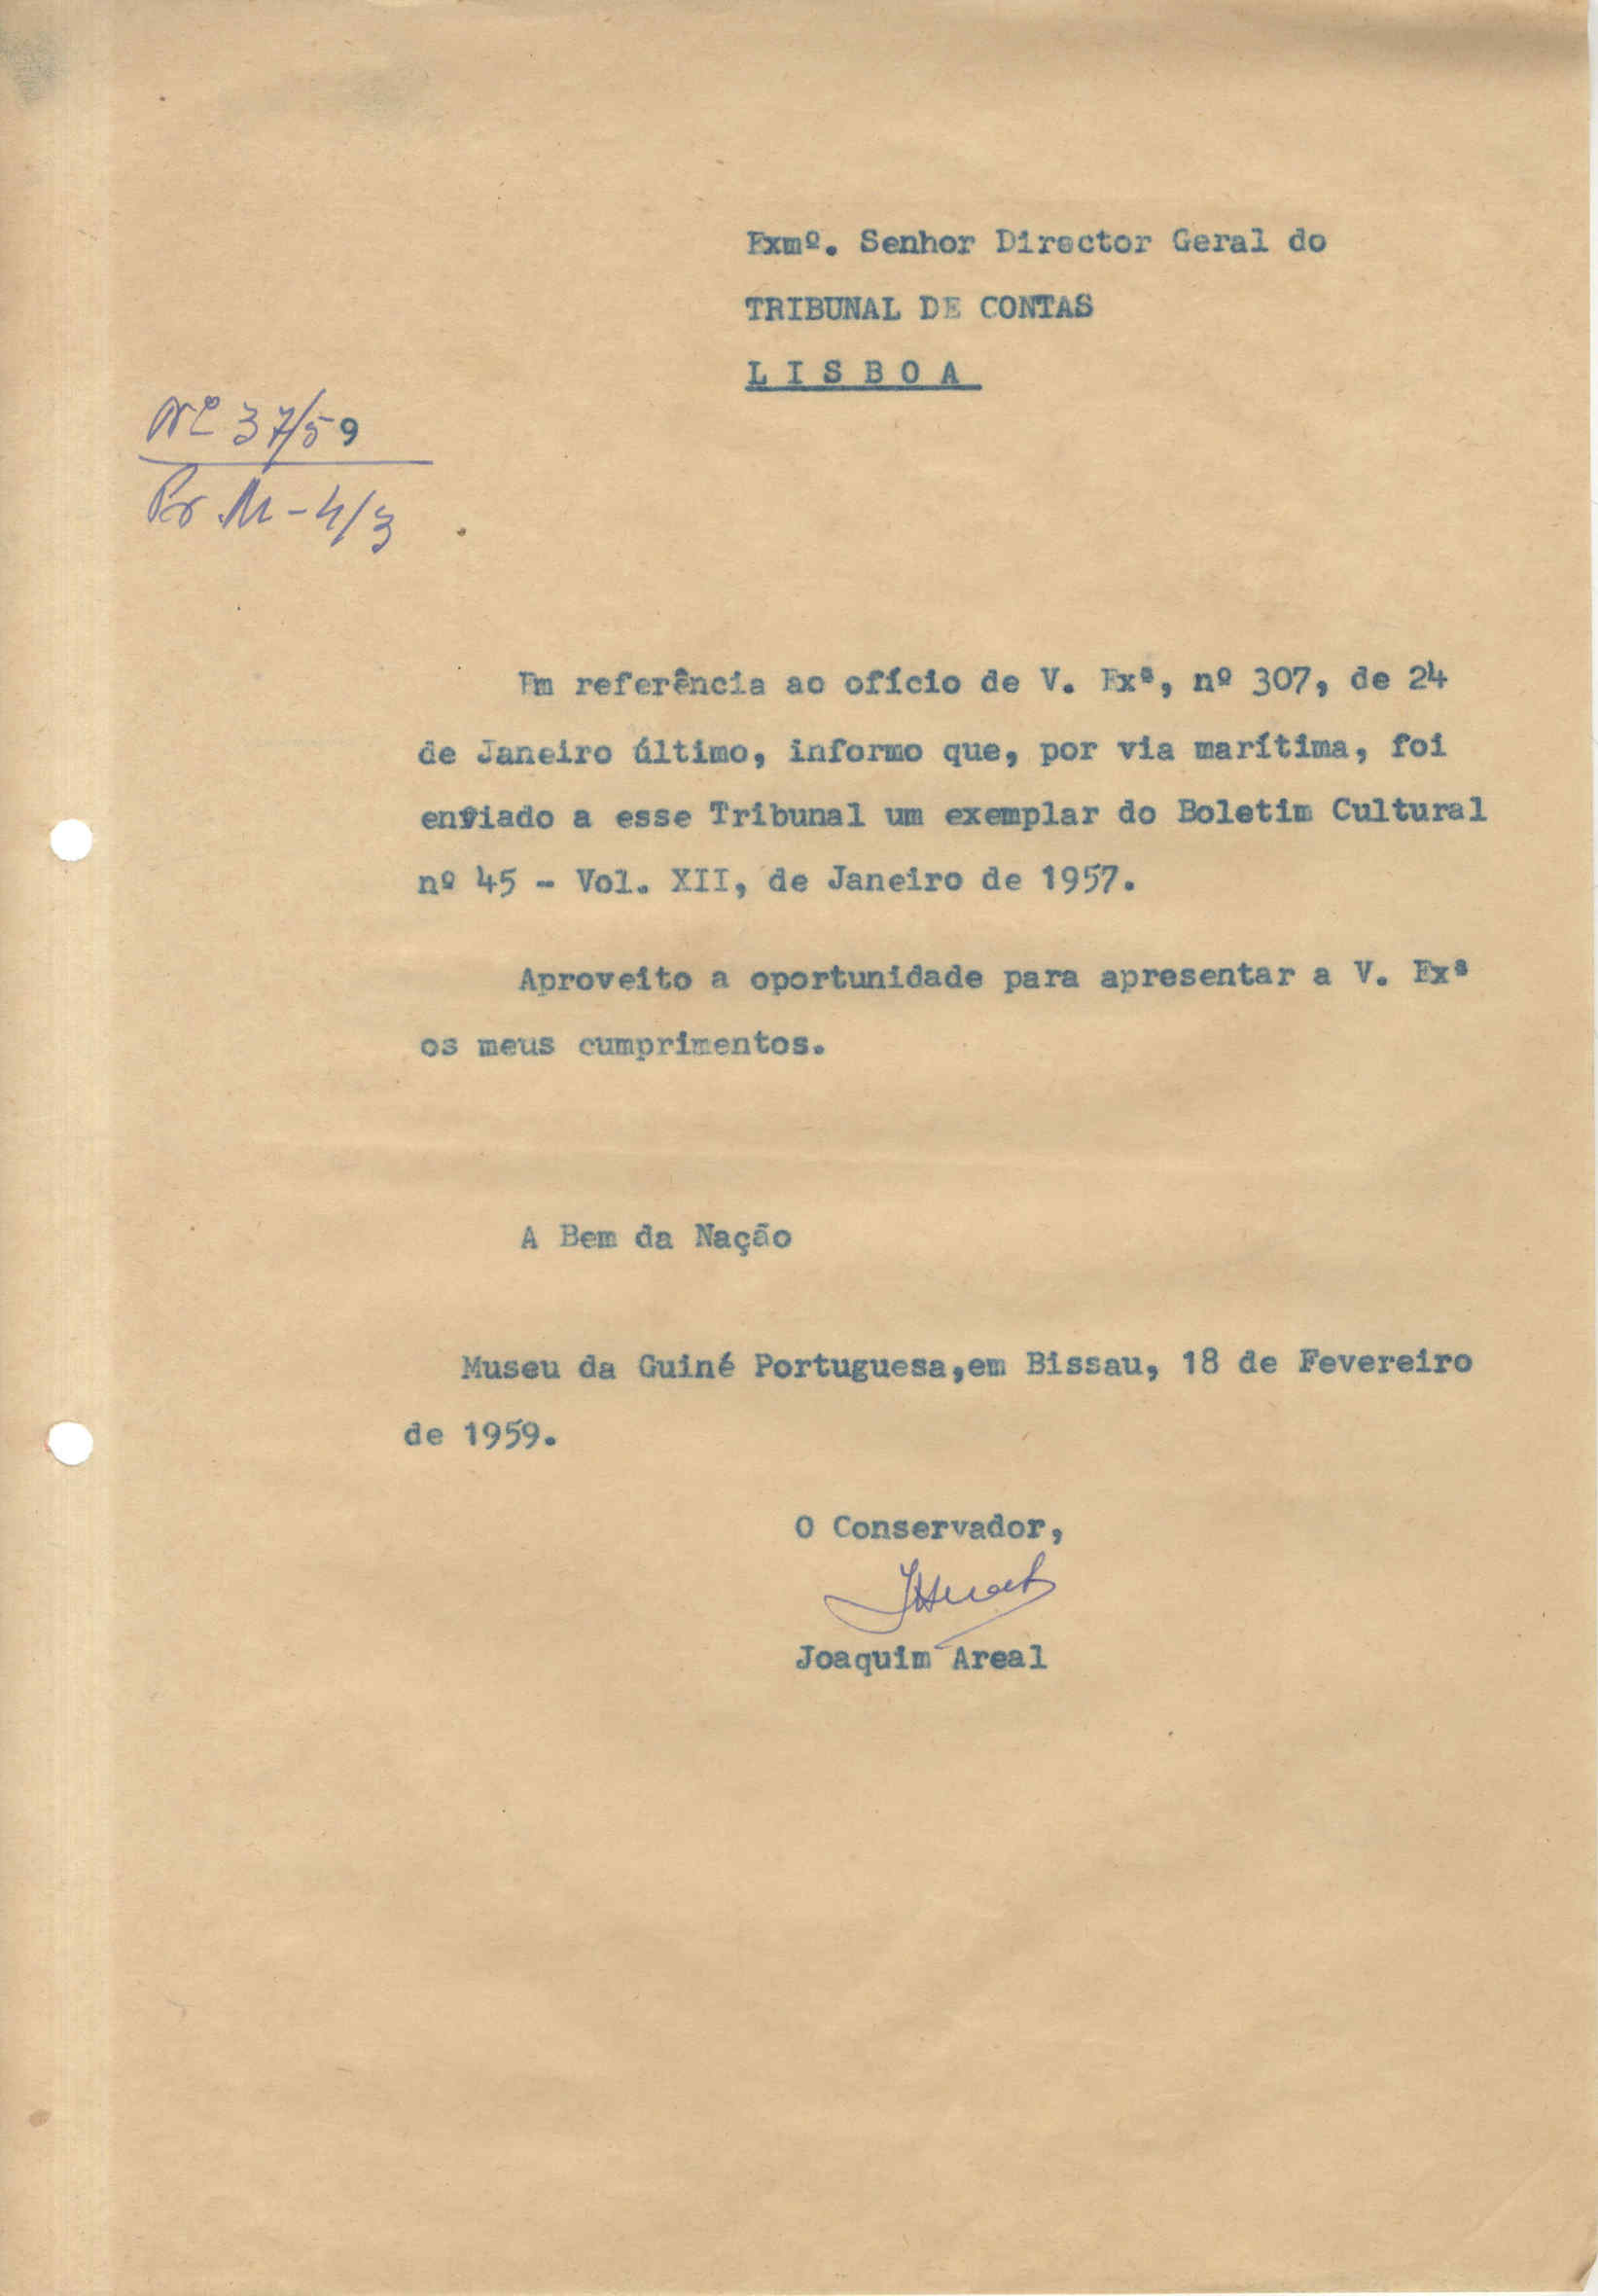 Exmº. Senhor Director Geral do
TRIBUNAL DE CONTAS
L I S B O A
Nº 37/59
Pr M-4/3
Em referência ao ofício de V. Exª, nº 307, de 24
de Janeiro último, informo que, por via marítima, foi
enviado a esse Tribunal um exemplar do Boletim Cultural
nº 45 - Vol. XII, de Janeiro de 1957.
Aproveito a oportunidade para apresentar a V. Exª
os meus cumprimentos.
A Bem da Nação
Museu da Guiné Portuguesa,em Bissau, 18 de Fevereiro
de 1959.
O Conservador,
Joaquim Areal